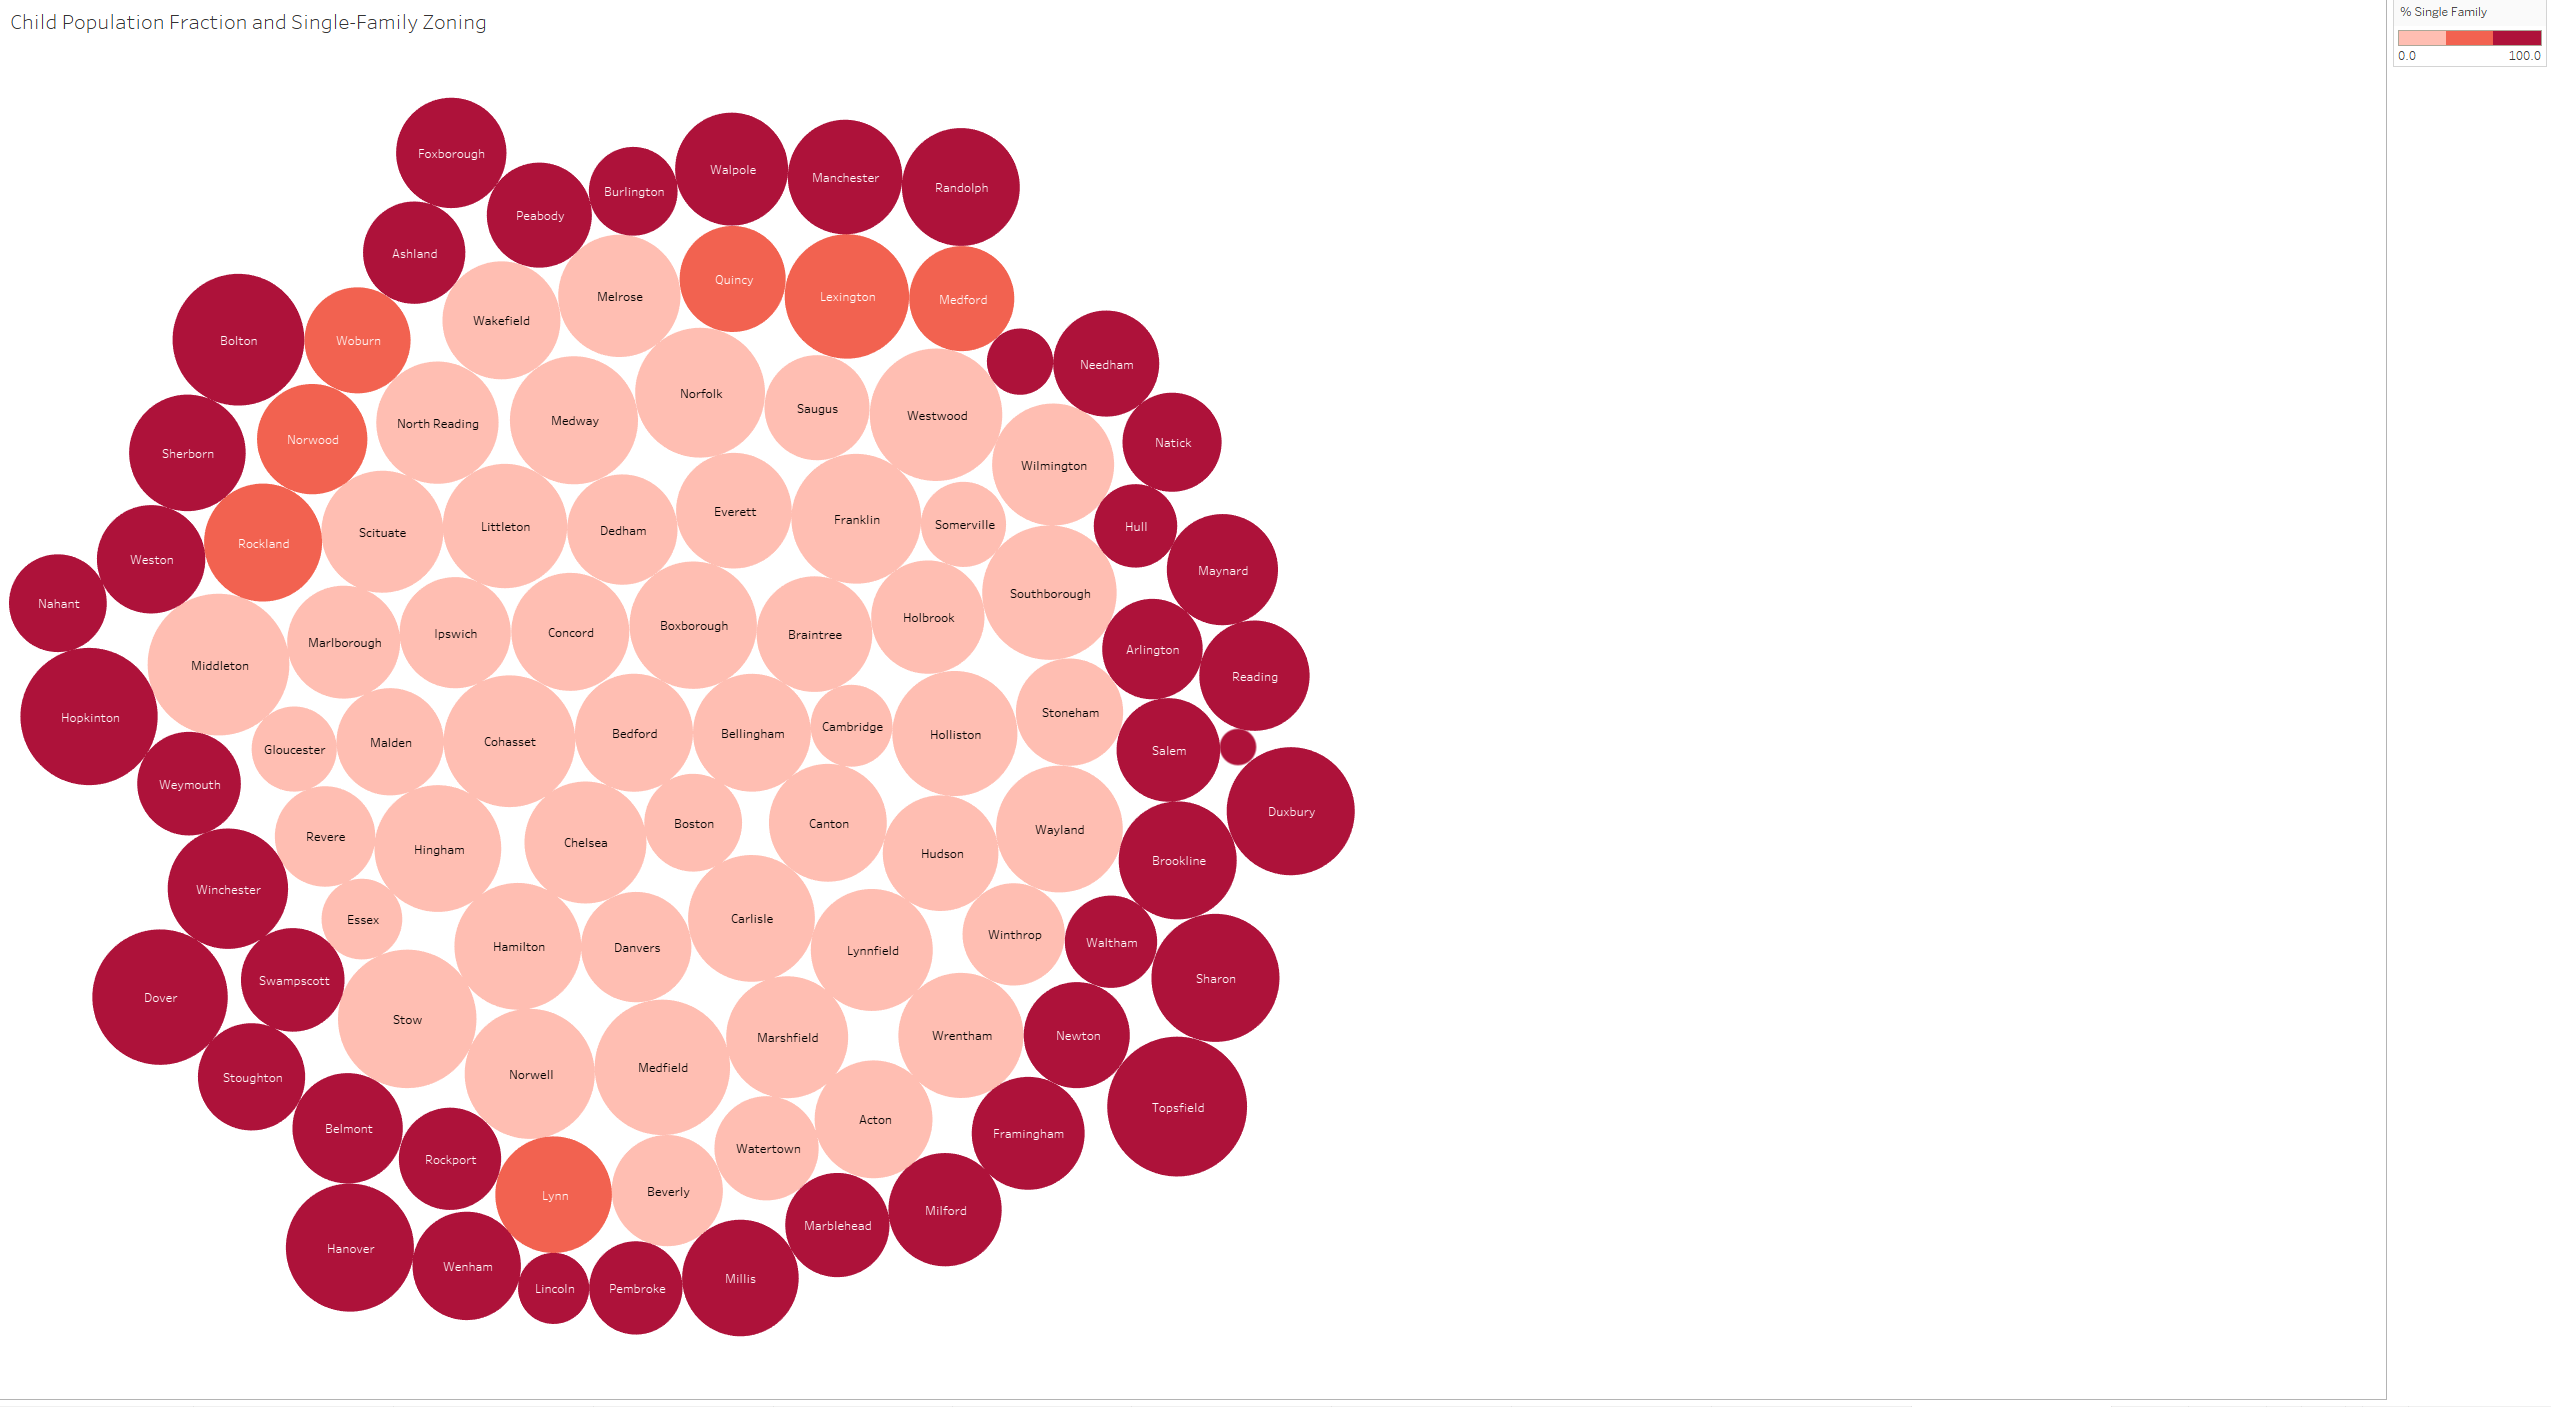 Child Population Fraction and Single-Family Zoning
% Single Family
0.0 100.0
Foxborough
Walpole
Manchester
Randolph
Burlington
Peabody
Ashland
Quincy
Lexington
Medford
Melrose
Wakefield
Bolton
Woburn
Needham
Norfolk
Saugus
Westwood
Medway
North Reading
Norwood
Natick
Sherborn
Wilmington
Everett
Franklin
Somerville
Littleton
Hull
Dedham
Scituate
Rockland
Weston
Maynard
Southborough
Nahant
Holbrook
Boxborough
Concord
Ipswich
Braintree
Marlborough
Arlington
Middleton
Reading
Stoneham
Hopkinton
Cambridge
Bedford
Bellingham
Holliston
Cohasset
Malden
Gloucester
Salem
Weymouth
Duxbury
Boston
Canton
Wayland
Revere
Chelsea
Hingham
Hudson
Brookline
Winchester
Carlisle
Essex
Winthrop
Waltham
Hamilton
Danvers
Lynnfield
Sharon
Swampscott
Dover
Stow
Marshfield
Wrentham
Newton
Medfield
Norwell
Stoughton
Topsfield
Acton
Belmont
Framingham
Watertown
Rockport
Beverly
Lynn
Milford
Marblehead
Hanover
Wenham
Millis
Lincoln
Pembroke